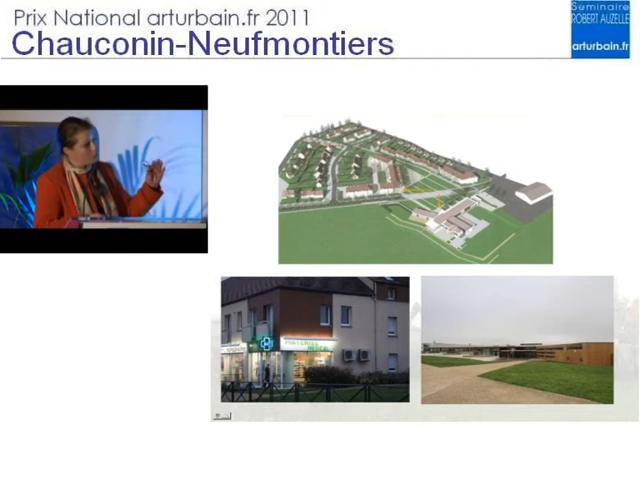 Prix National arturbain.fr 2011
Chauconin-Neufmontiers
Séminaire
ROBERT AUZELLE
arturbain.fr